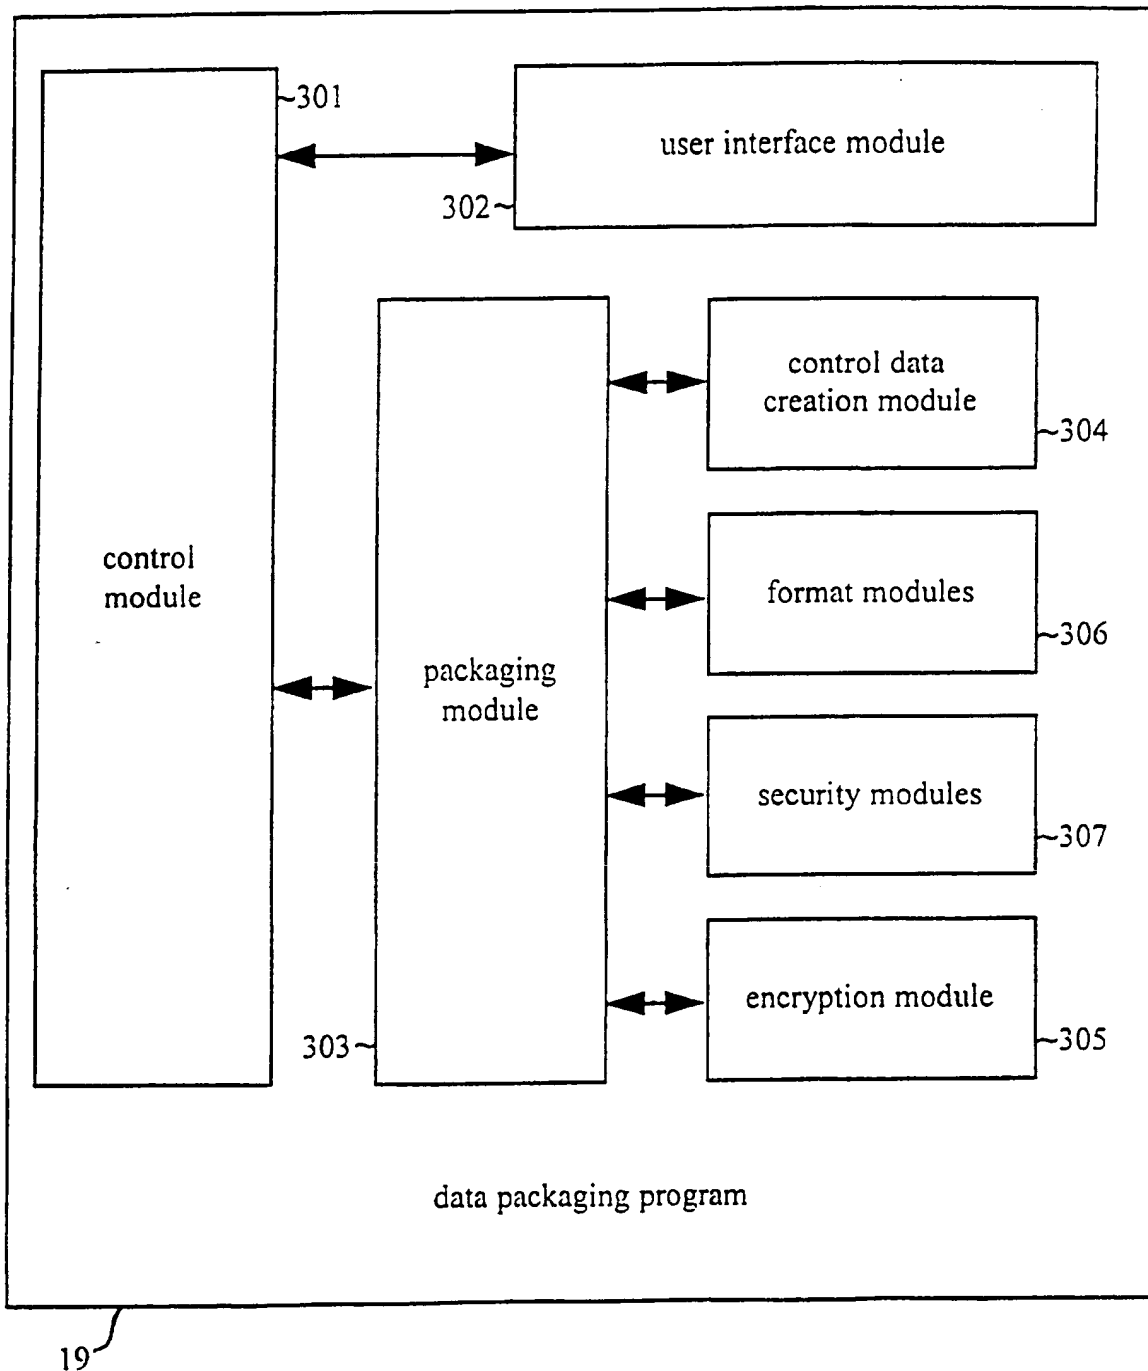 301
user interface module
302
control data
creation module
304
control
module
format modules
306
packaging
module
security modules
307
encryption module
303
305
data packaging program
19